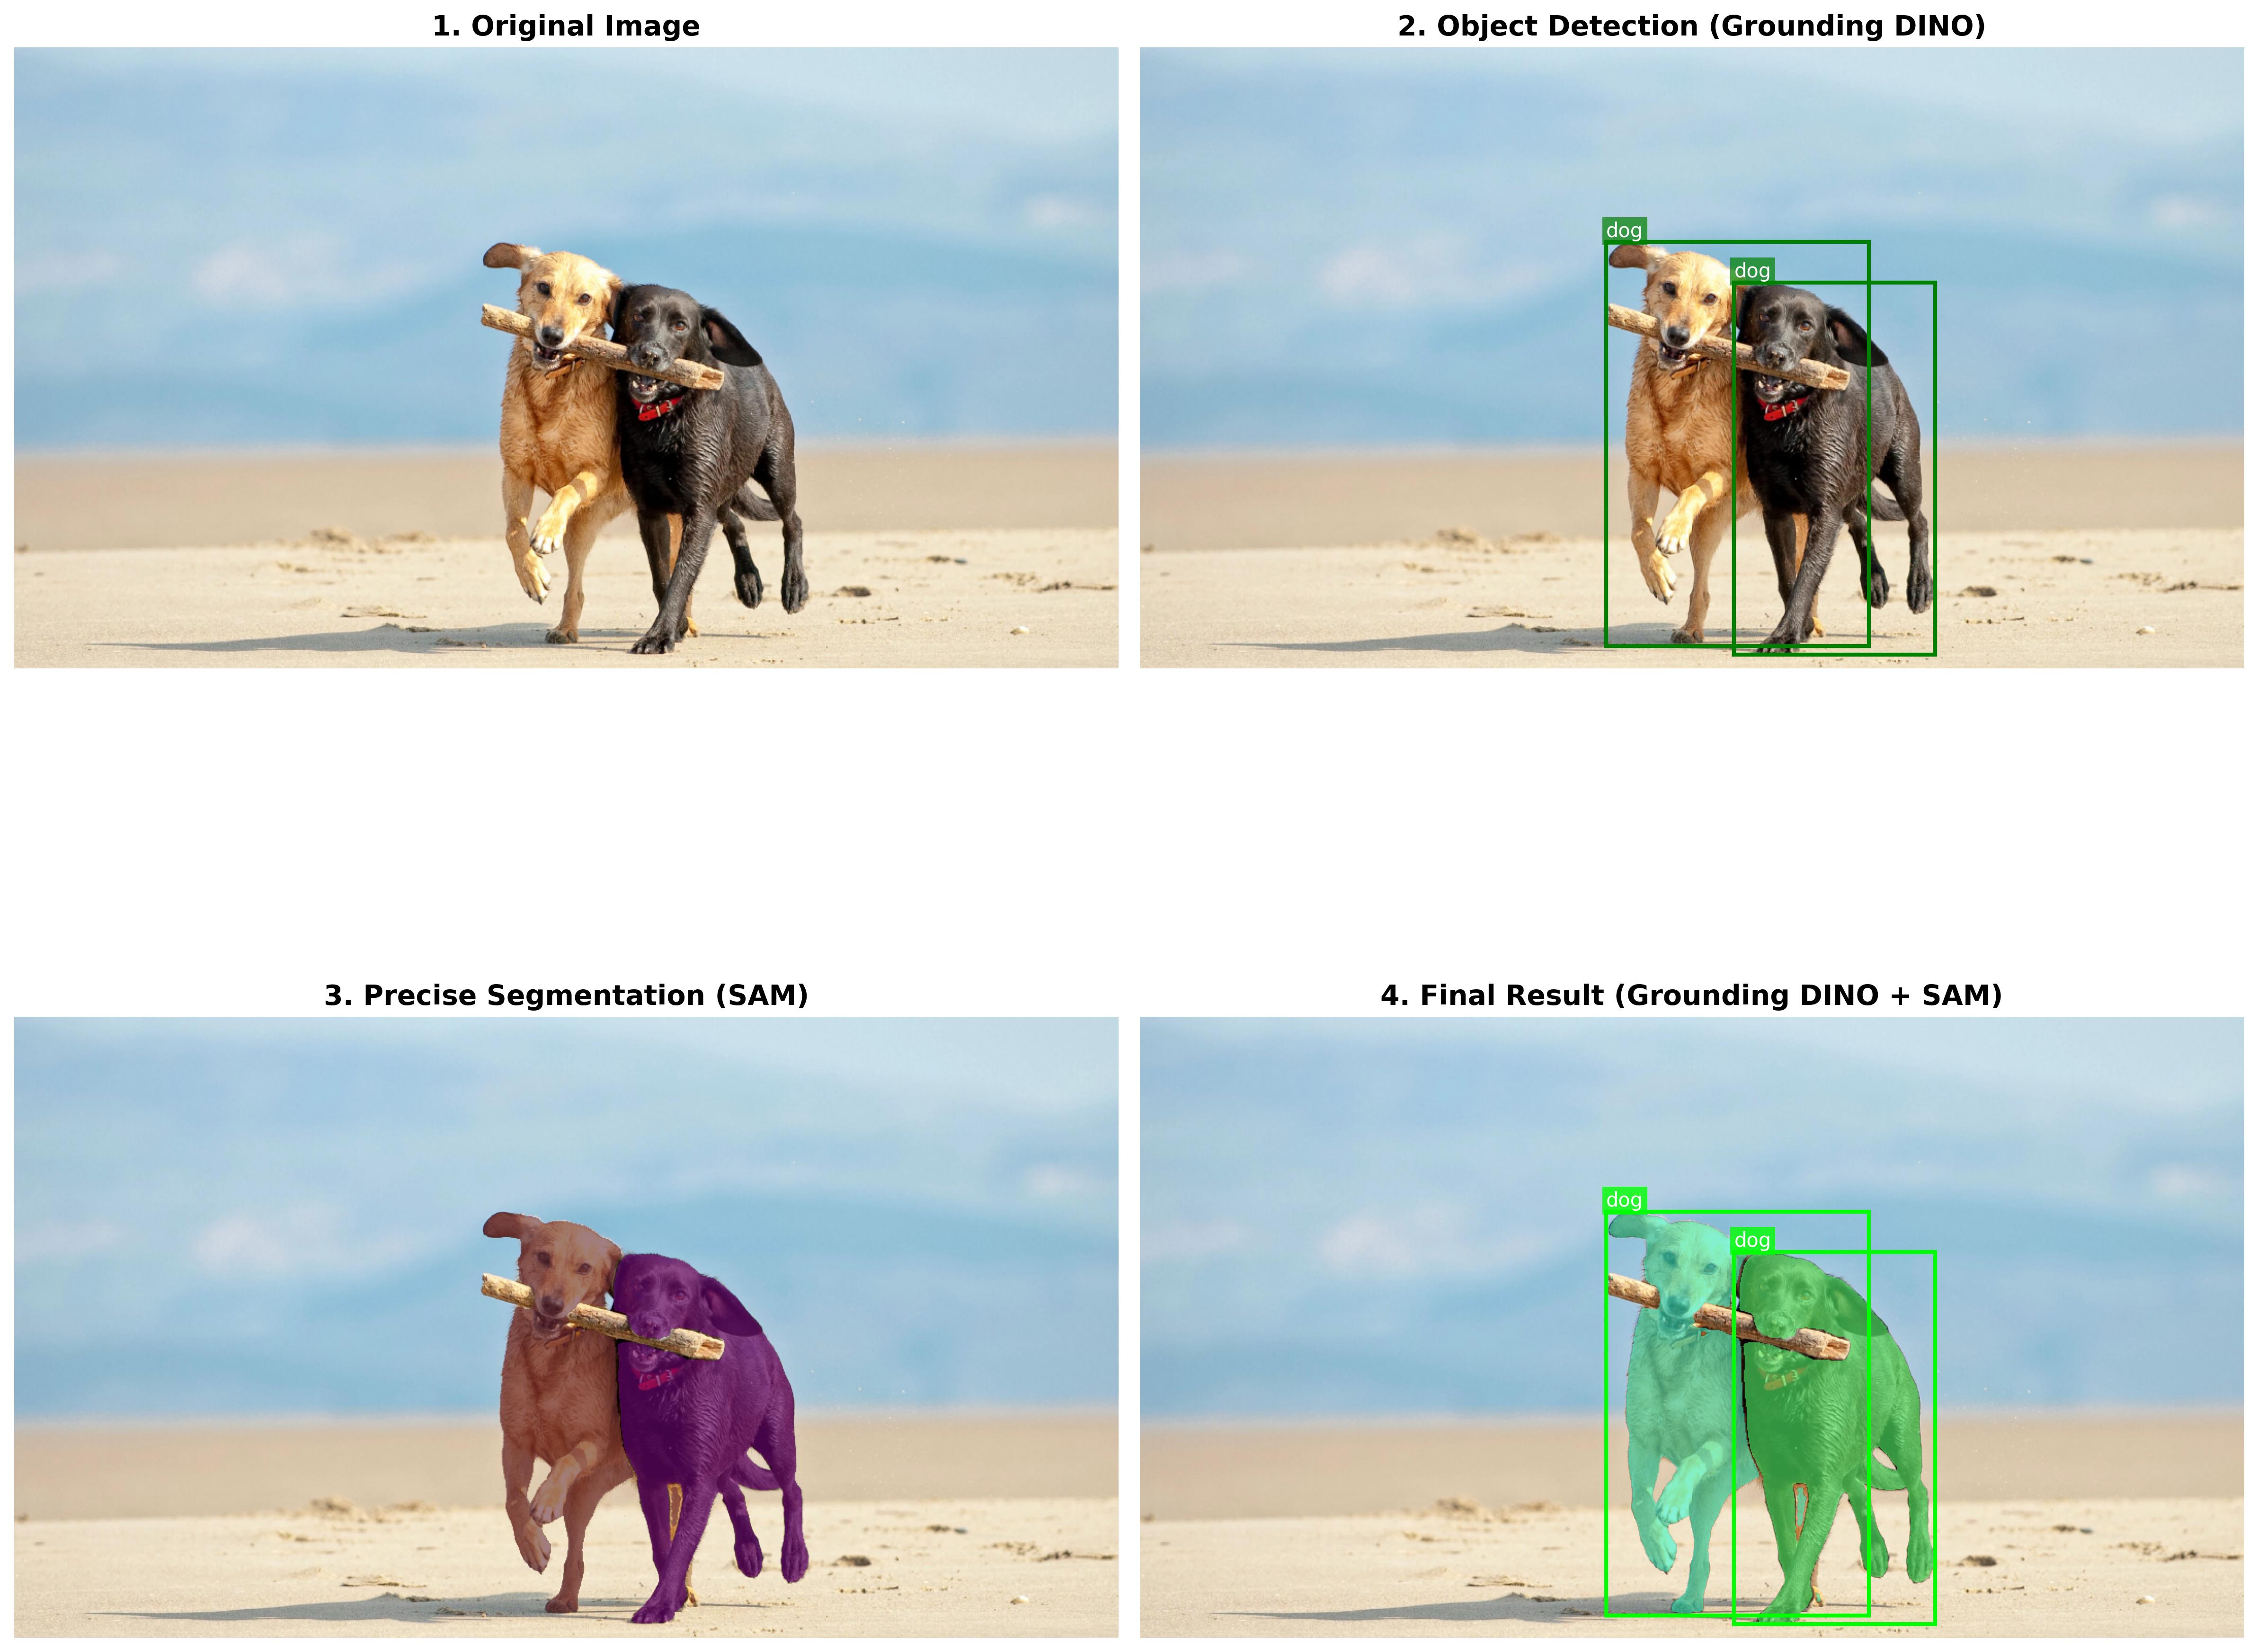 1. Original Image
2. Object Detection (Grounding DINO)
dog
dog
3. Precise Segmentation (SAM)
4. Final Result (Grounding DINO + SAM)
dog
dog